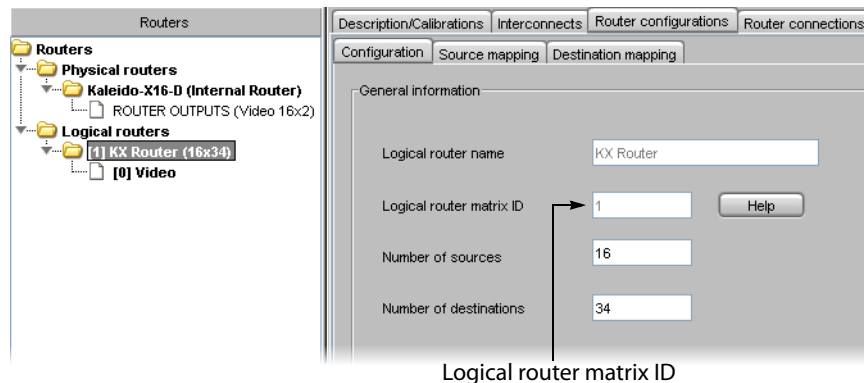 Routers
Routers
Physical routers
Kaleido-X16-D (Internal Router)
ROUTER OUTPUTS (Video 16x2)
Logical routers
[1] KX Router (16x34)
[0] Video
Description/Calibrations Interconnects Router configurations Router connections
Configuration Source mapping Destination mapping
General information
Logical router name KX Router
Logical router matrix ID 1 Help
Number of sources 16
Number of destinations 34
Logical router matrix ID